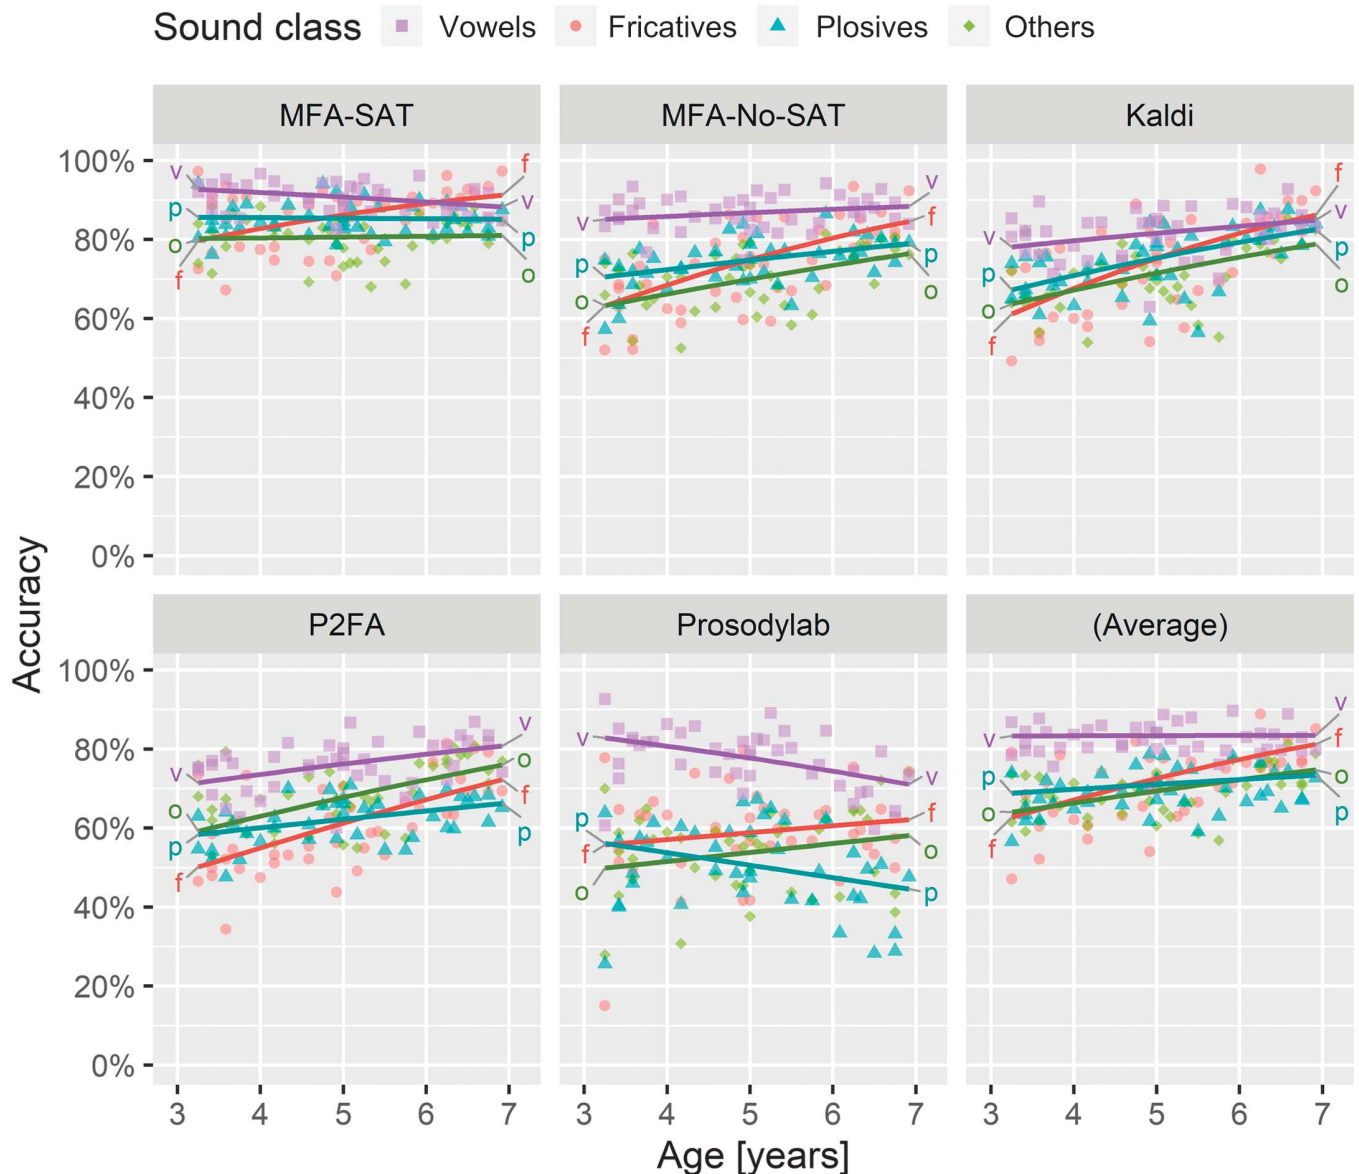 Sound class Vowels Fricatives Plosives Others
MFA-SAT MFA-No-SAT Kaldi
100%
80%
60%
40%
20%
0%
v p o f f v p o
v p o f v f p o
v p o f f v p o
Accuracy
P2FA Prosodylab (Average)
100%
80%
60%
40%
20%
0%
v o p f v o f p
v p f o v f o p
v p o f v f o p
3 4 5 6 7 3 4 5 6 7 3 4 5 6 7
Age [years]